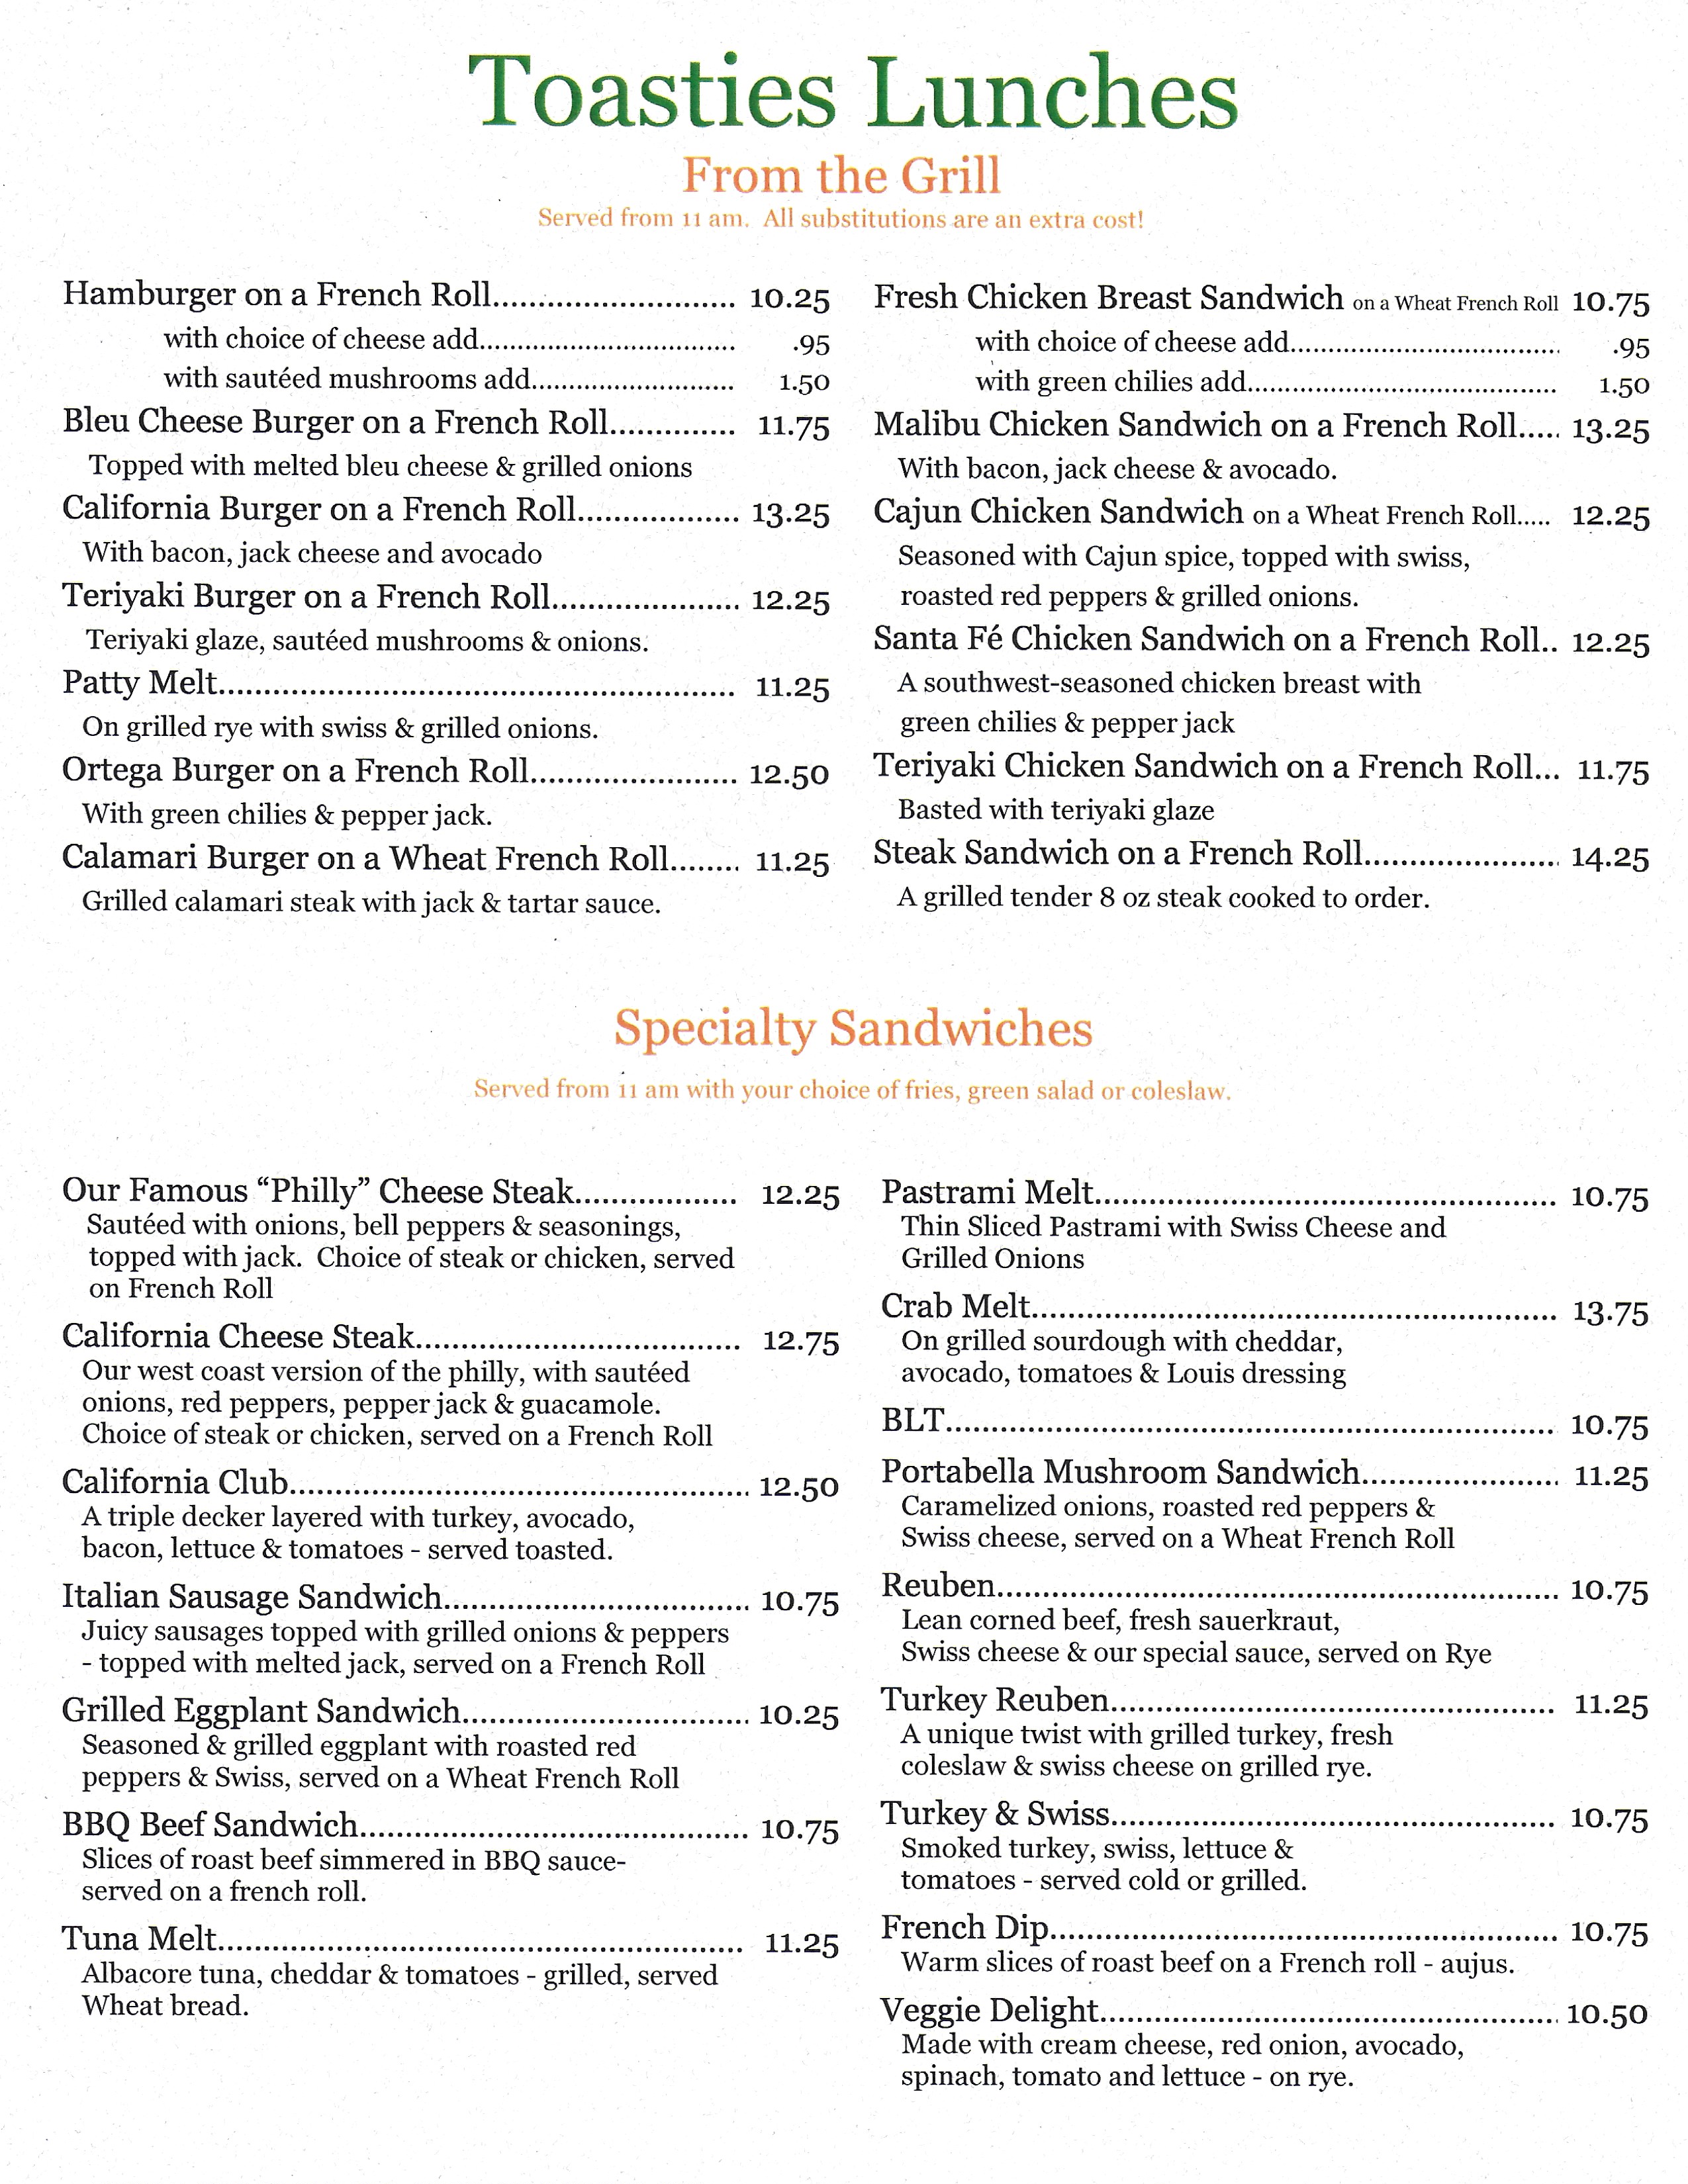 Toasties Lunches
From the Grill
Served from 11 am.  All substitutions are an extra cost!
Hamburger on a French Roll............................ 10.25
with choice of cheese add................................ .95
with sautéed mushrooms add......................... 1.50
Bleu Cheese Burger on a French Roll.............. 11.75
Topped with melted bleu cheese & grilled onions
California Burger on a French Roll.................. 13.25
With bacon, jack cheese and avocado
Teriyaki Burger on a French Roll..................... 12.25
Teriyaki glaze, sautéed mushrooms & onions.
Patty Melt.......................................................... 11.25
On grilled rye with swiss & grilled onions.
Ortega Burger on a French Roll....................... 12.50
With green chilies & pepper jack.
Calamari Burger on a Wheat French Roll........ 11.25
Grilled calamari steak with jack & tartar sauce.
Fresh Chicken Breast Sandwich on a Wheat French Roll 10.75
with choice of cheese add................................. .95
with green chilies add...................................... 1.50
Malibu Chicken Sandwich on a French Roll..... 13.25
With bacon, jack cheese & avocado.
Cajun Chicken Sandwich on a Wheat French Roll..... 12.25
Seasoned with Cajun spice, topped with swiss,
roasted red peppers & grilled onions.
Santa Fé Chicken Sandwich on a French Roll.. 12.25
A southwest-seasoned chicken breast with
green chilies & pepper jack
Teriyaki Chicken Sandwich on a French Roll... 11.75
Basted with teriyaki glaze
Steak Sandwich on a French Roll...................... 14.25
A grilled tender 8 oz steak cooked to order.
Specialty Sandwiches
Served from 11 am with your choice of fries, green salad or coleslaw.
Our Famous “Philly” Cheese Steak.................. 12.25
Sautéed with onions, bell peppers & seasonings,
topped with jack.  Choice of steak or chicken, served
on French Roll
California Cheese Steak..................................... 12.75
Our west coast version of the philly, with sautéed
onions, red peppers, pepper jack & guacamole.
Choice of steak or chicken, served on a French Roll
California Club.................................................... 12.50
A triple decker layered with turkey, avocado,
bacon, lettuce & tomatoes - served toasted.
Italian Sausage Sandwich.................................. 10.75
Juicy sausages topped with grilled onions & peppers
- topped with melted jack, served on a French Roll
Grilled Eggplant Sandwich................................ 10.25
Seasoned & grilled eggplant with roasted red
peppers & Swiss, served on a Wheat French Roll
BBQ Beef Sandwich............................................ 10.75
Slices of roast beef simmered in BBQ sauce-
served on a french roll.
Tuna Melt........................................................... 11.25
Albacore tuna, cheddar & tomatoes - grilled, served
Wheat bread.
Pastrami Melt.................................................... 10.75
Thin Sliced Pastrami with Swiss Cheese and
Grilled Onions
Crab Melt........................................................... 13.75
On grilled sourdough with cheddar,
avocado, tomatoes & Louis dressing
BLT..................................................................... 10.75
Portabella Mushroom Sandwich...................... 11.25
Caramelized onions, roasted red peppers &
Swiss cheese, served on a Wheat French Roll
Reuben............................................................... 10.75
Lean corned beef, fresh sauerkraut,
Swiss cheese & our special sauce, served on Rye
Turkey Reuben.................................................. 11.25
A unique twist with grilled turkey, fresh
coleslaw & swiss cheese on grilled rye.
Turkey & Swiss.................................................. 10.75
Smoked turkey, swiss, lettuce &
tomatoes - served cold or grilled.
French Dip......................................................... 10.75
Warm slices of roast beef on a French roll - aujus.
Veggie Delight.................................................... 10.50
Made with cream cheese, red onion, avocado,
spinach, tomato and lettuce - on rye.